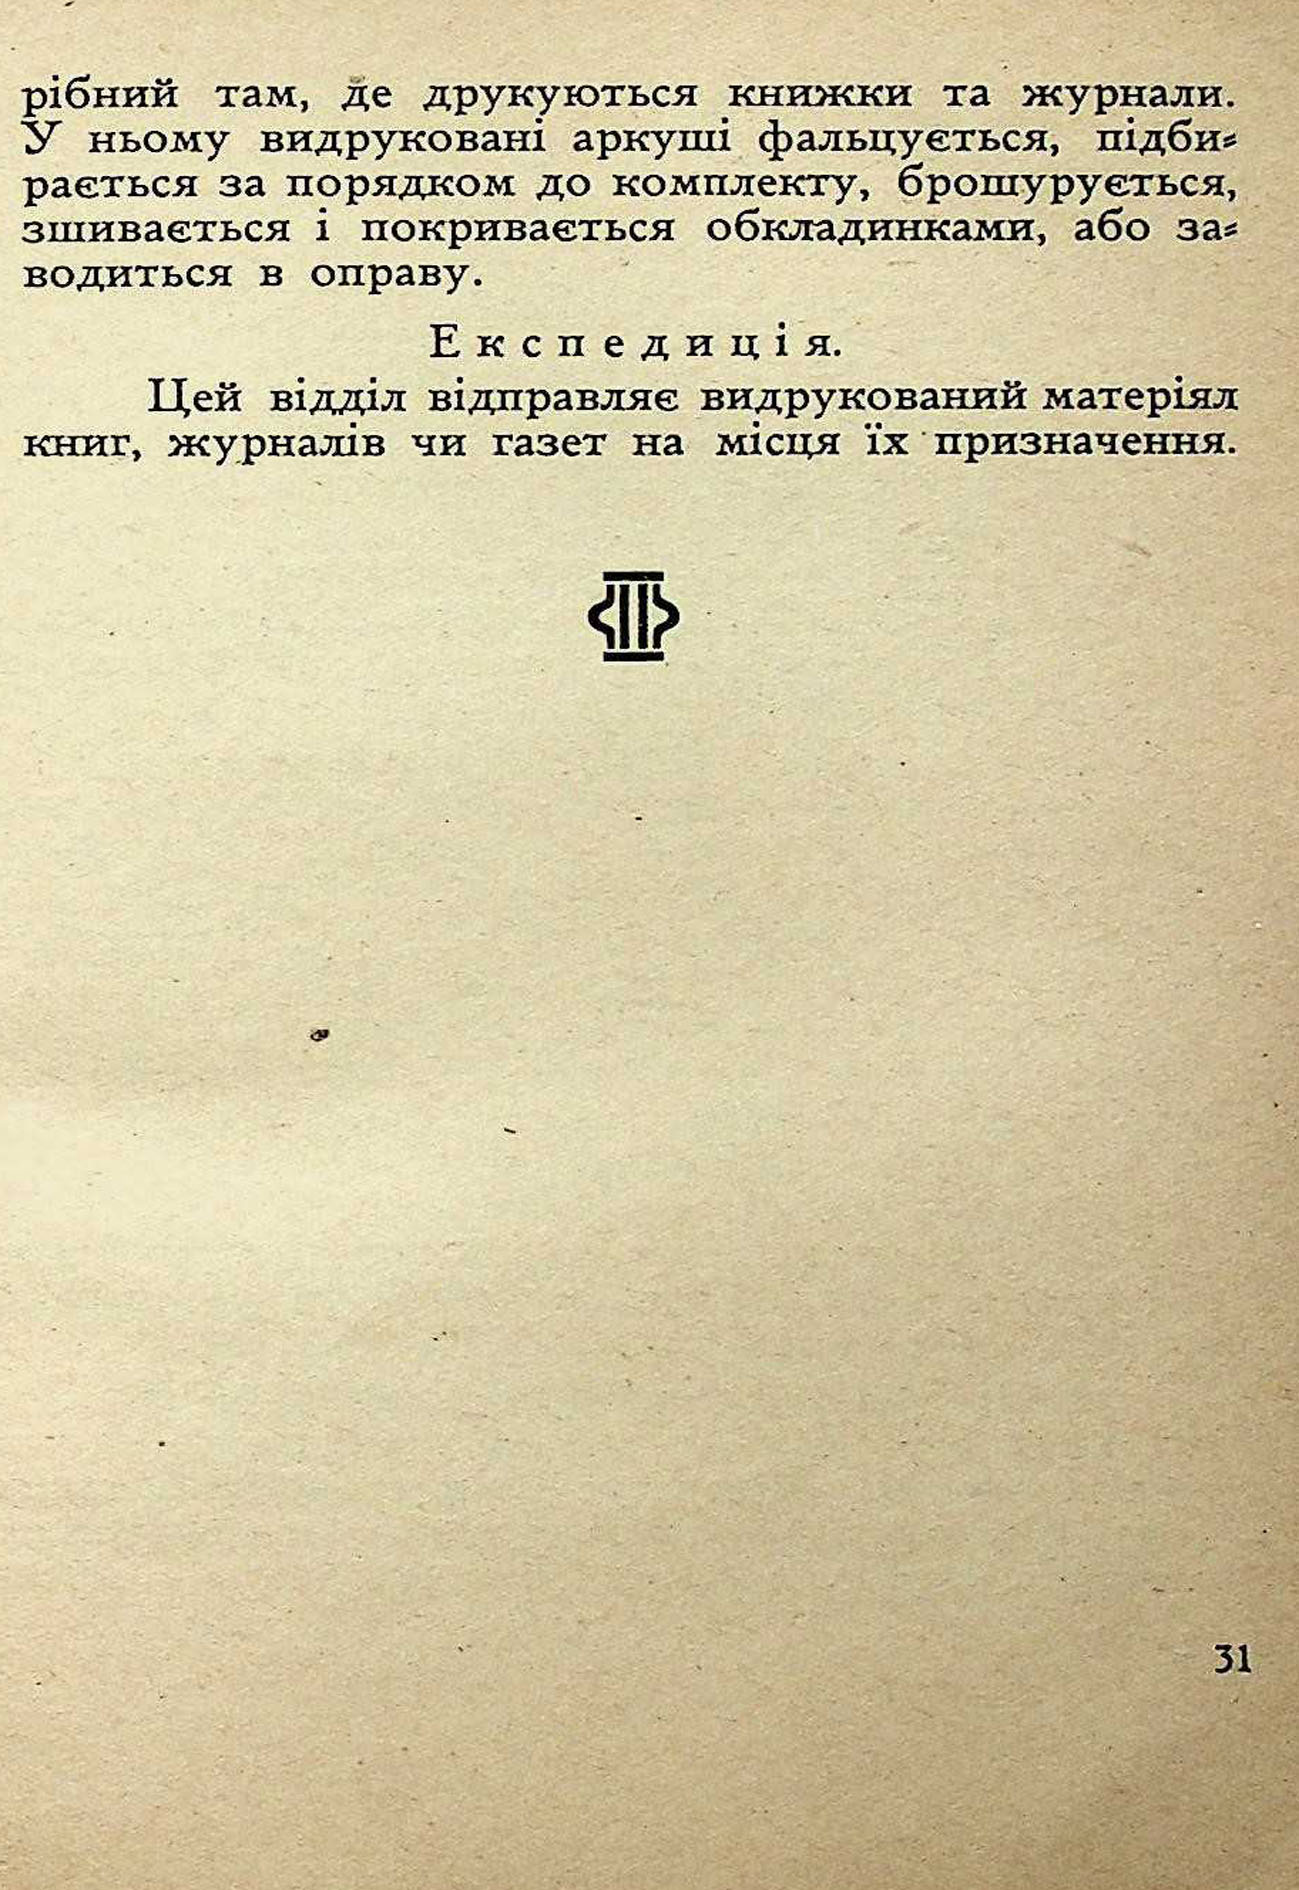 рібний там, де друкуються книжки та журнали.
У ньому видруковані аркуші фальцується, підби⸗
рається за порядком до комплекту, брошурується,
зшивається і покривається обкладинками, або за⸗
водиться в оправу.
Експедиція.
Цей відділ відправляє видрукований матеріял
книг, журналів чи газет на місця їх призначення.
31